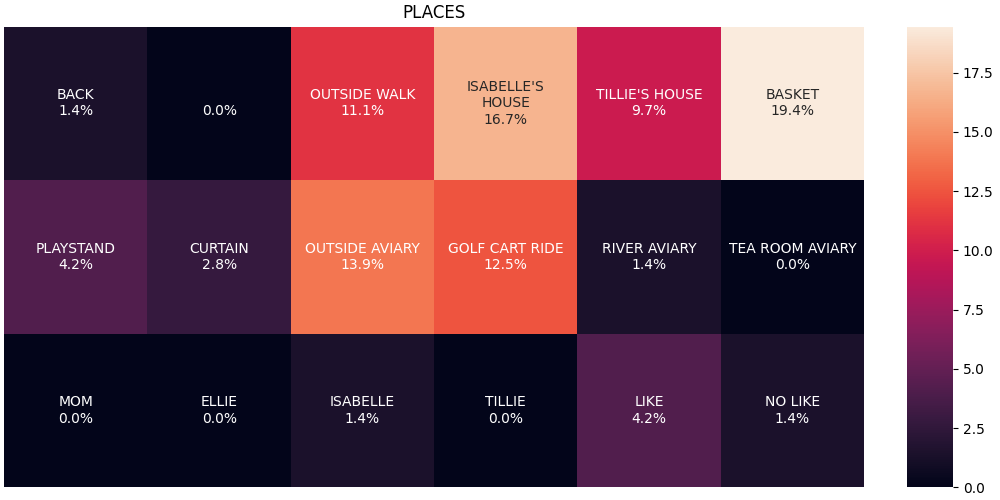 PLACES
BACK
1.4%
0.0%
OUTSIDE WALK
11.1%
ISABELLE'S
HOUSE
16.7%
TILLIE'S HOUSE
9.7%
BASKET
19.4%
PLAYSTAND
4.2%
CURTAIN
2.8%
OUTSIDE AVIARY
13.9%
GOLF CART RIDE
12.5%
RIVER AVIARY
1.4%
TEA ROOM AVIARY
0.0%
MOM
0.0%
ELLIE
0.0%
ISABELLE
1.4%
TILLIE
0.0%
LIKE
4.2%
NO LIKE
1.4%
17.5
15.0
12.5
10.0
7.5
5.0
2.5
0.0